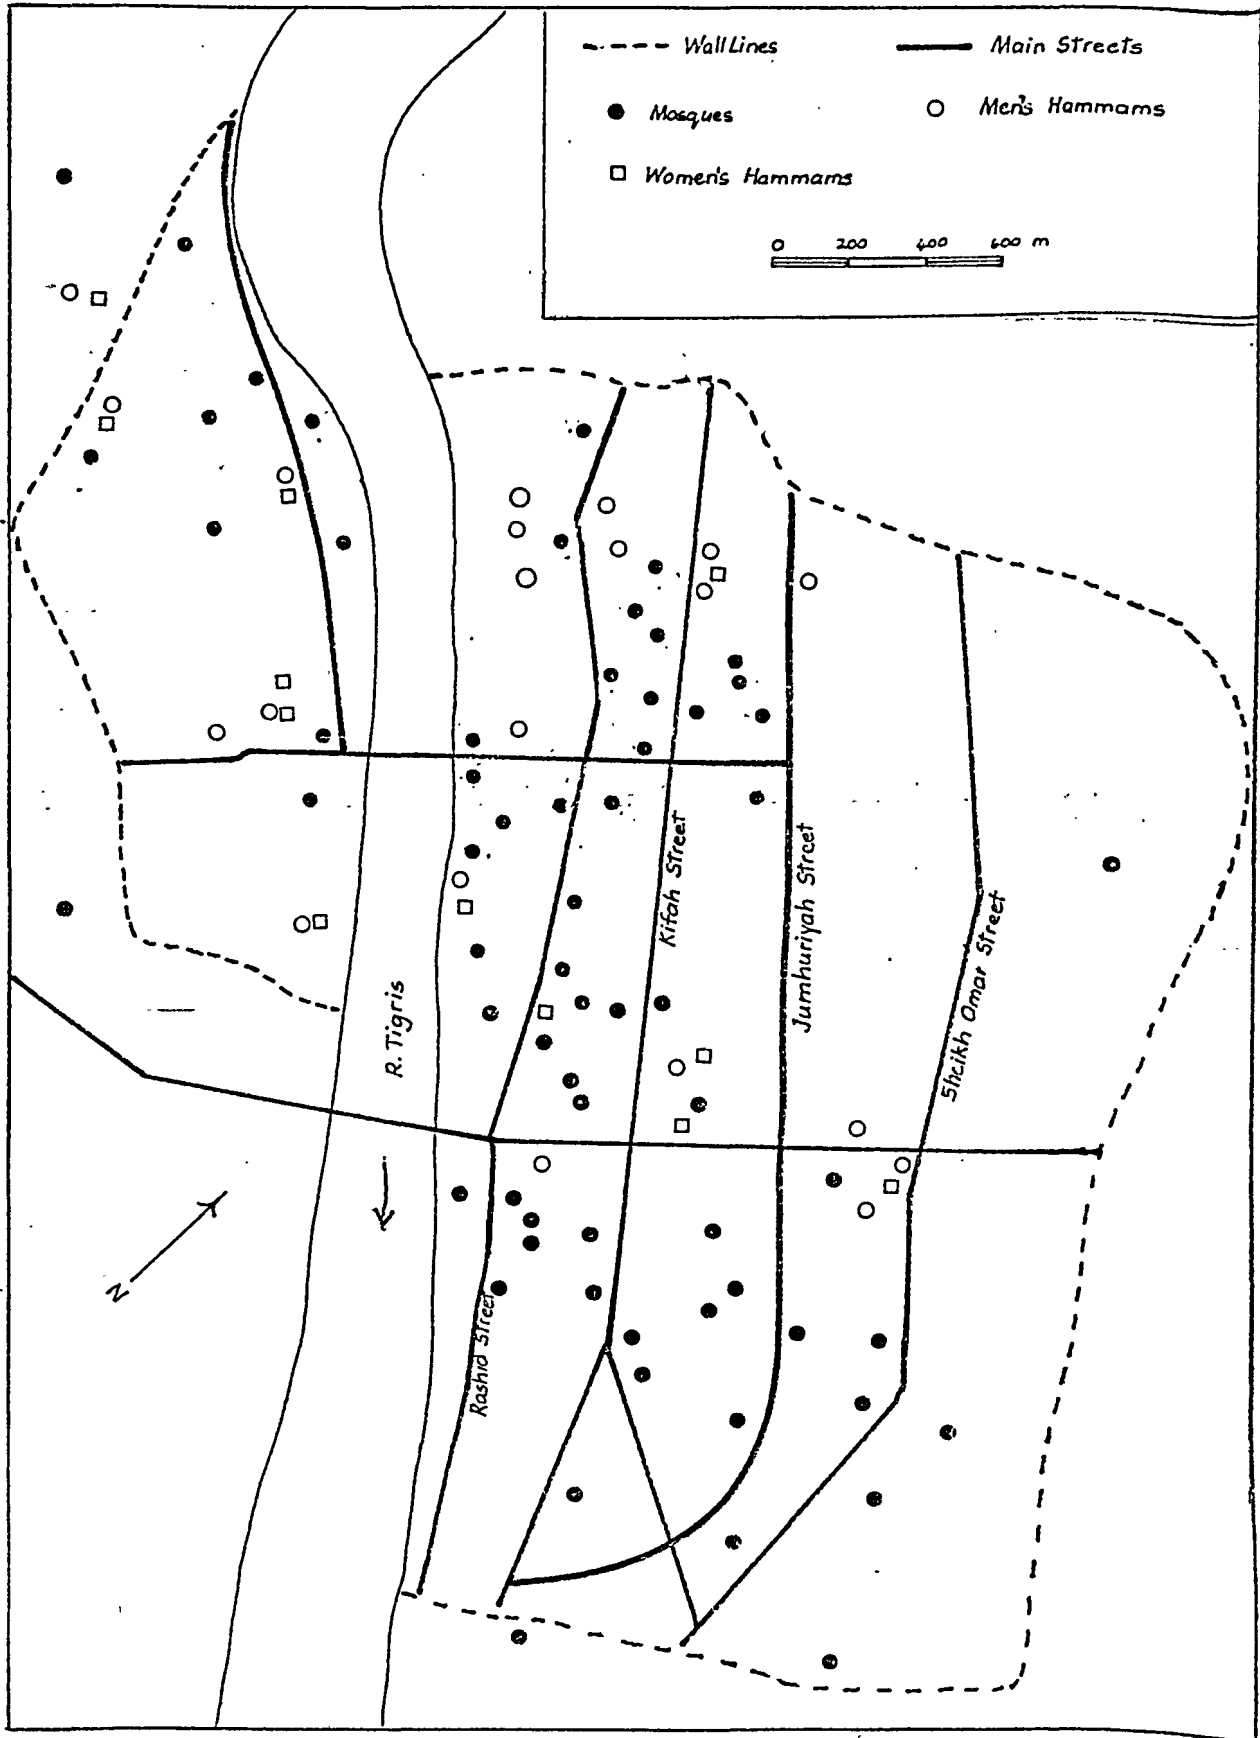 Wall Lines
Main Streets
Mosques
Men's Hammams
Women's Hammams
0 200 400 600 m
Kifah Street
Jumhuriyah Street
Sheikh Omar Street
R. Tigris
N
Rashid Street